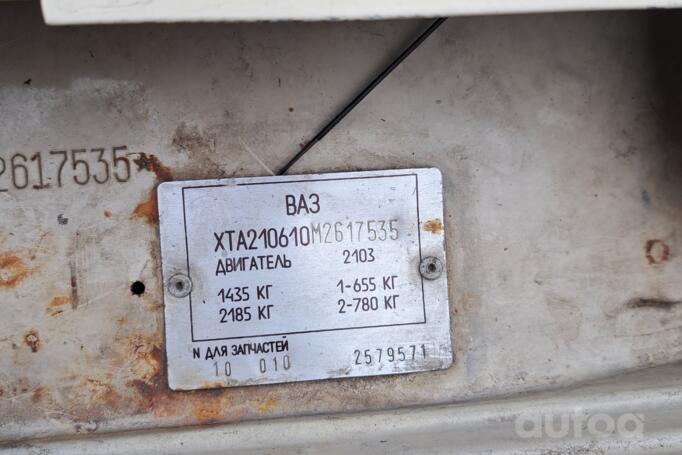 2617535
ВАЗ
XTA210610M2617535
ДВИГАТЕЛЬ 2103
1435 КГ 1-655 КГ
2185 КГ 2-780 КГ
N ДЛЯ ЗАПЧАСТЕЙ
10 010 2579571
autoa